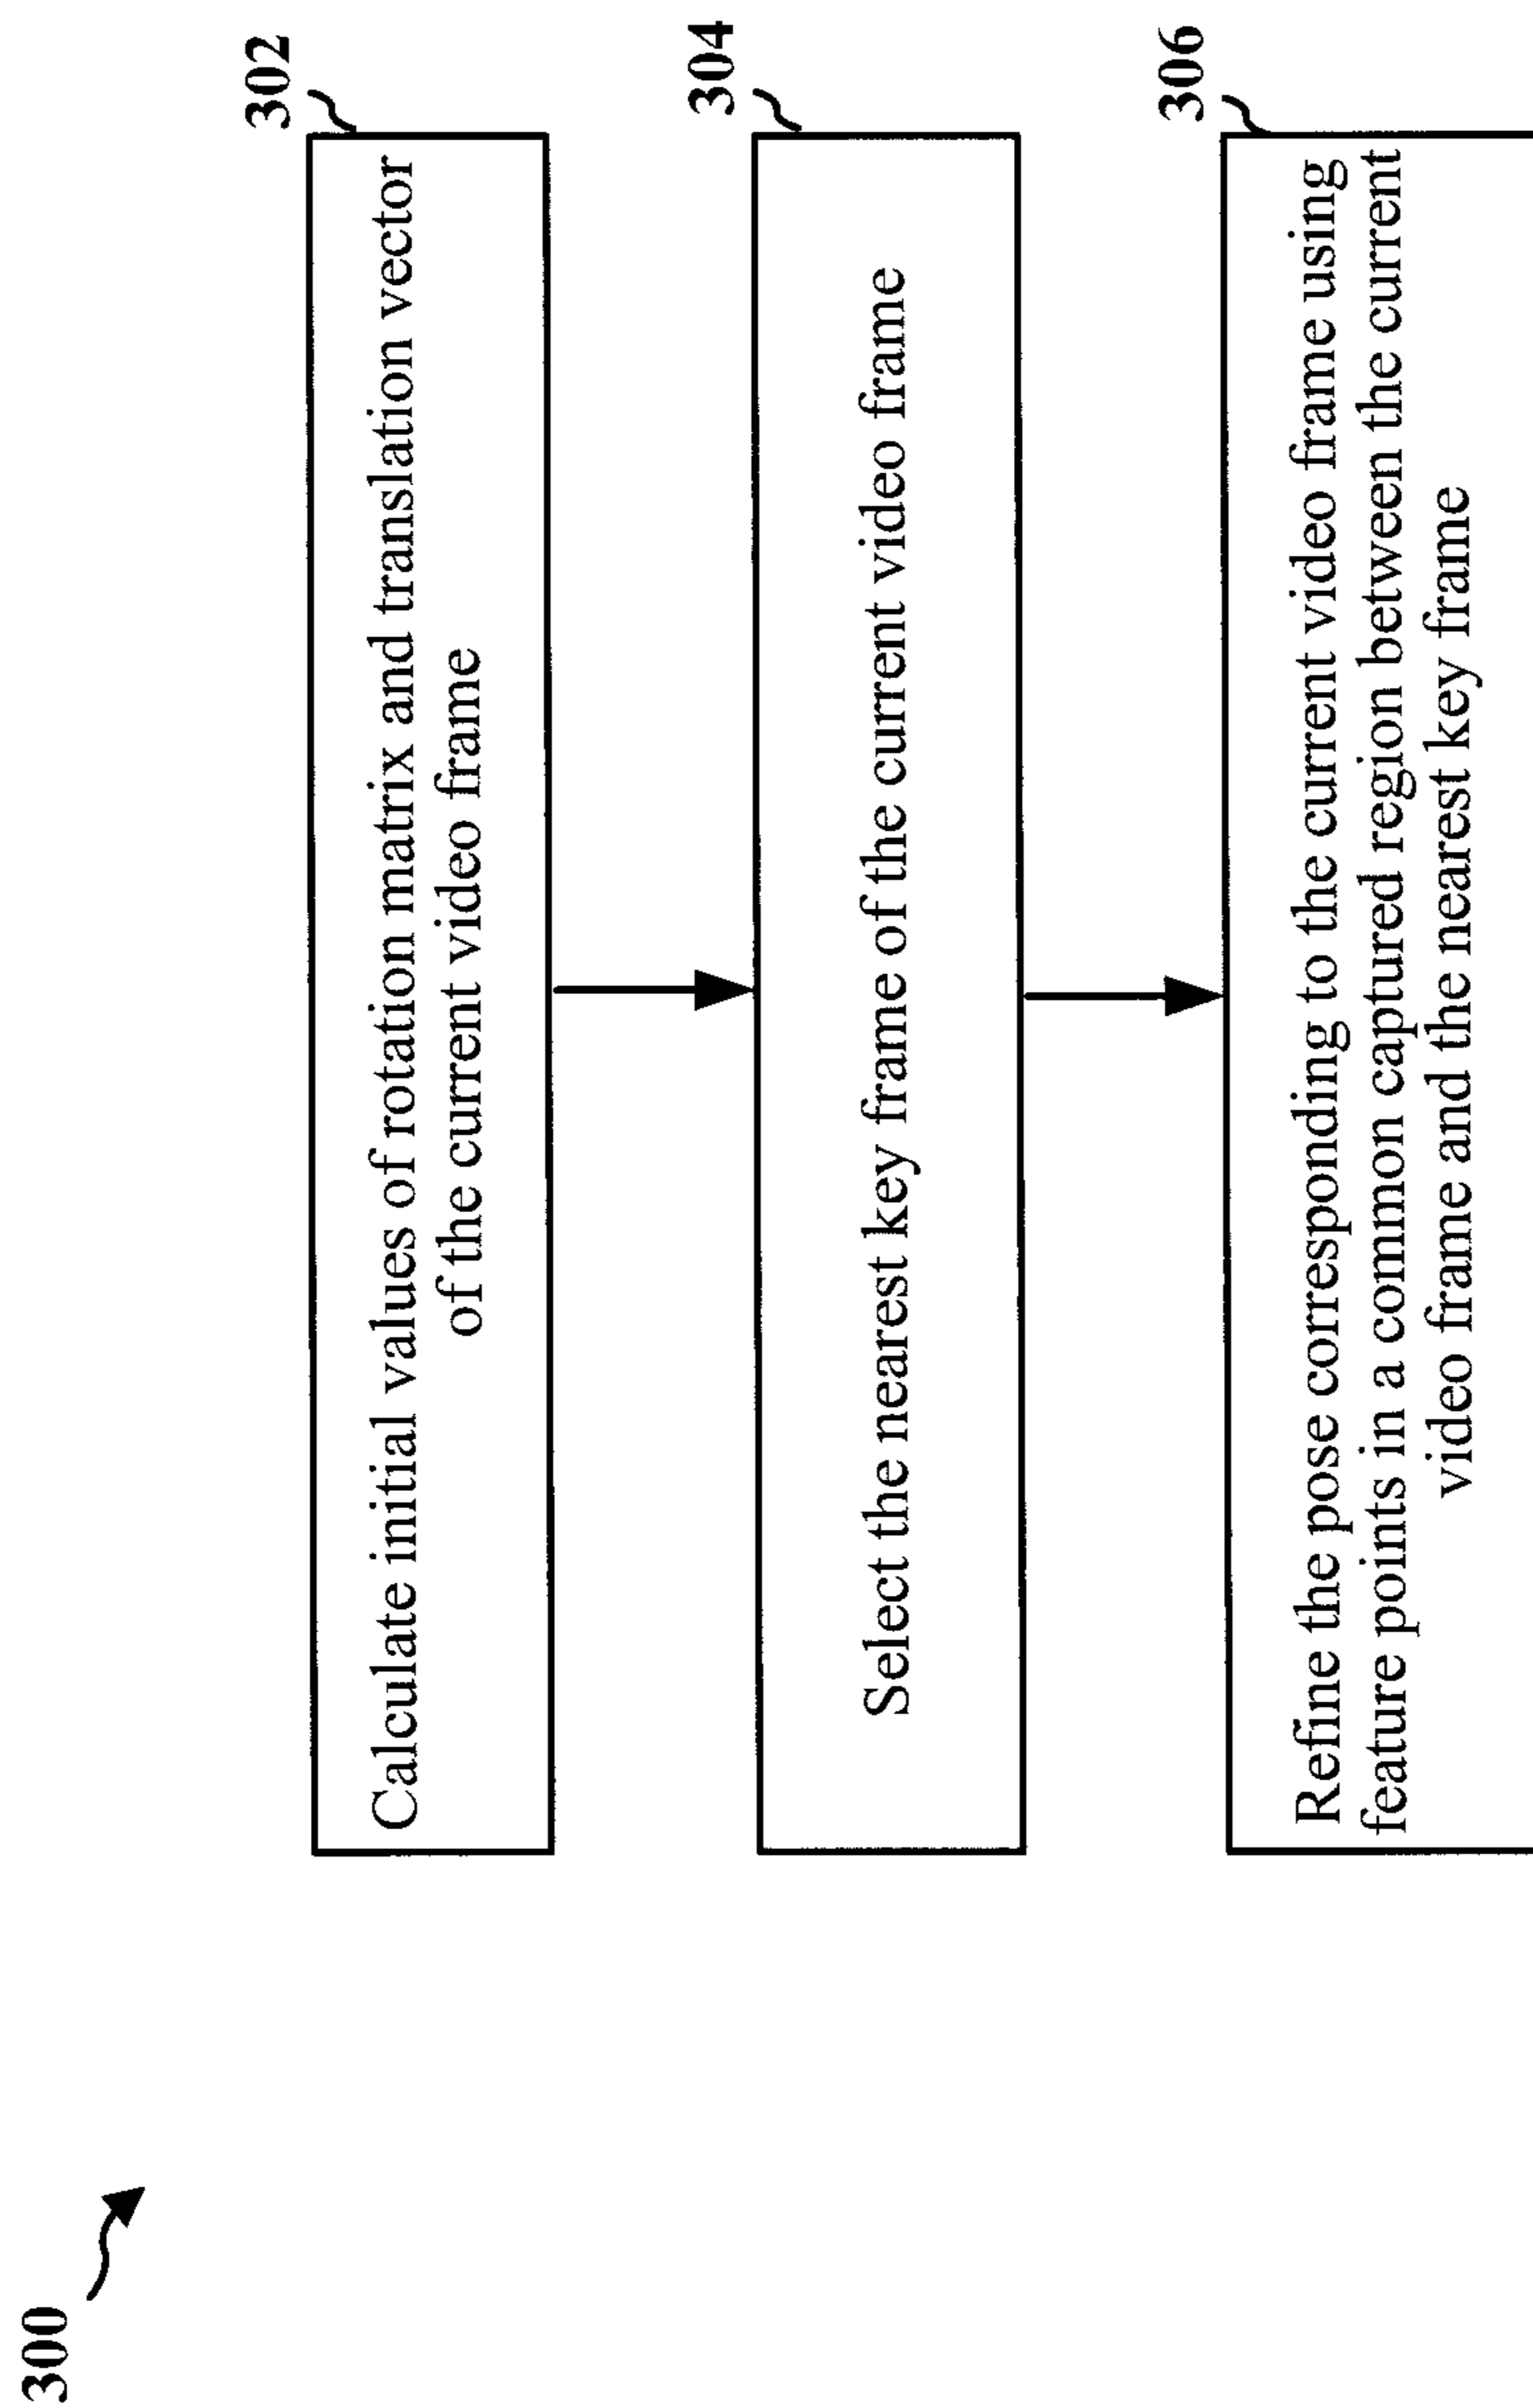 300
302
Calculate initial values of rotation matrix and translation vector
of the current video frame
304
Select the nearest key frame of the current video frame
306
Refine the pose corresponding to the current video frame using
feature points in a common captured region between the current
video frame and the nearest key frame